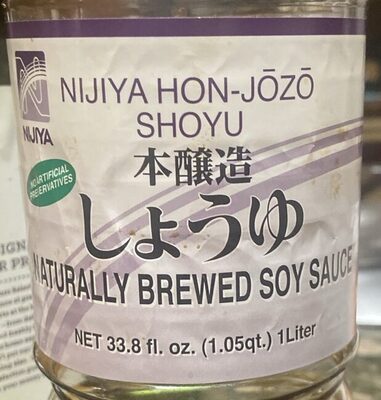 NIJIYA
NIJIYA HON-JŌZŌ
SHOYU
本醸造
しょうゆ
NO ARTIFICIAL
PRESERVATIVES
NATURALLY BREWED SOY SAUCE
NET 33.8 fl. oz. (1.05qt.) 1Liter